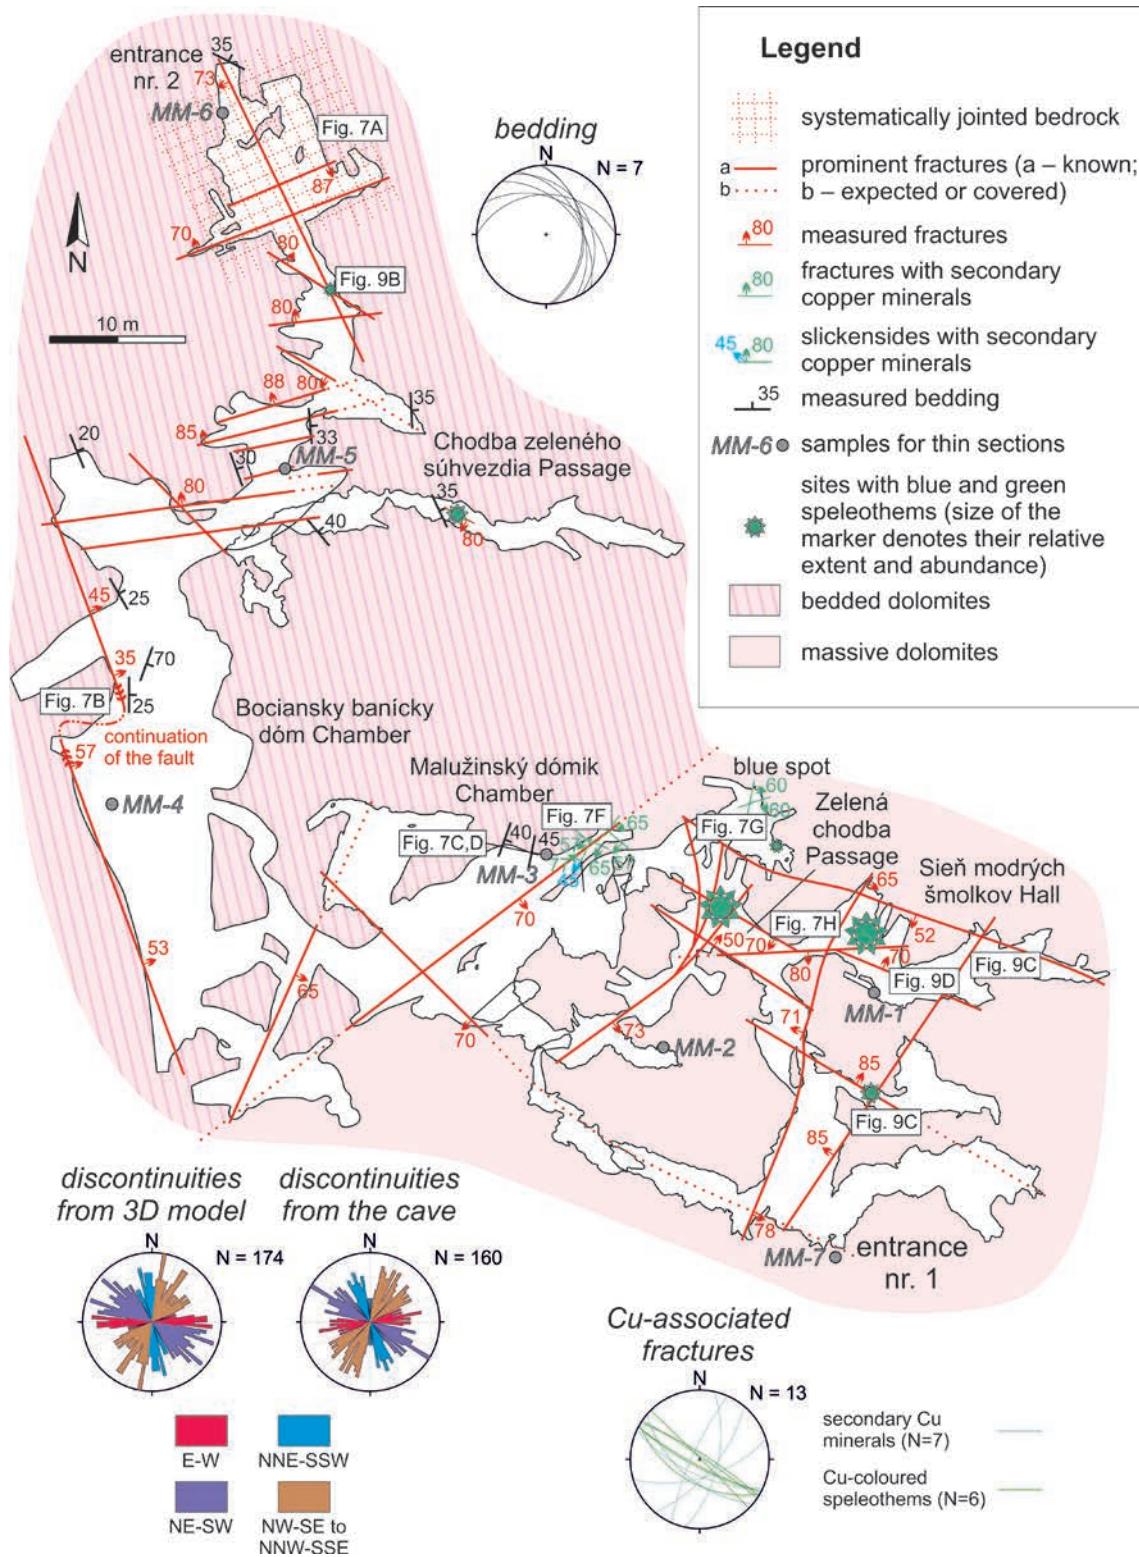 Legend
systematically jointed bedrock
a
prominent fractures (a – known;
b
b – expected or covered)
80
measured fractures
80
fractures with secondary
copper minerals
45
80
slickensides with secondary
copper minerals
35
measured bedding
MM-6
samples for thin sections
sites with blue and green
speleothems (size of the
marker denotes their relative
extent and abundance)
bedded dolomites
massive dolomites
entrance
nr. 2
35
73
MM-6
Fig. 7A
87
70
80
Fig. 9B
N
10 m
80
bedding
N
N = 7
88
80
35
85
33
30
MM-5
Chodba zeleného
súhvezdia Passage
20
80
40
35
80
45
25
35
70
Fig. 7B
25
continuation
of the fault
57
MM-4
Bociansky banícky
dóm Chamber
Malužinský dómik
Chamber
Fig. 7C,D
40
45
MM-3
Fig. 7F
65
65
70
53
65
70
73
MM-2
blue spot
60
60
Fig. 7G
Zelená
chodba
Passage
Sieň modrých
šmolkov Hall
65
52
Fig. 7H
50
70
80
70
Fig. 9D
Fig. 9C
MM-1
71
85
Fig. 9C
85
78
MM-7
entrance
nr. 1
discontinuities
from 3D model
N
N = 174
discontinuities
from the cave
N
N = 160
E-W
NNE-SSW
NE-SW
NW-SE to
NNW-SSE
Cu-associated
fractures
N
N = 13
secondary Cu
minerals (N=7)
Cu-coloured
speleothems (N=6)